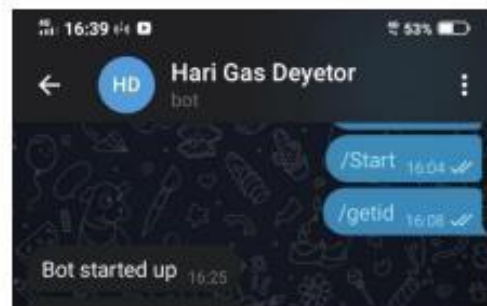 16:39
53%
HD
Hari Gas Deyetor
bot
/Start 16:04
/getid 16:08
Bot started up 16:25